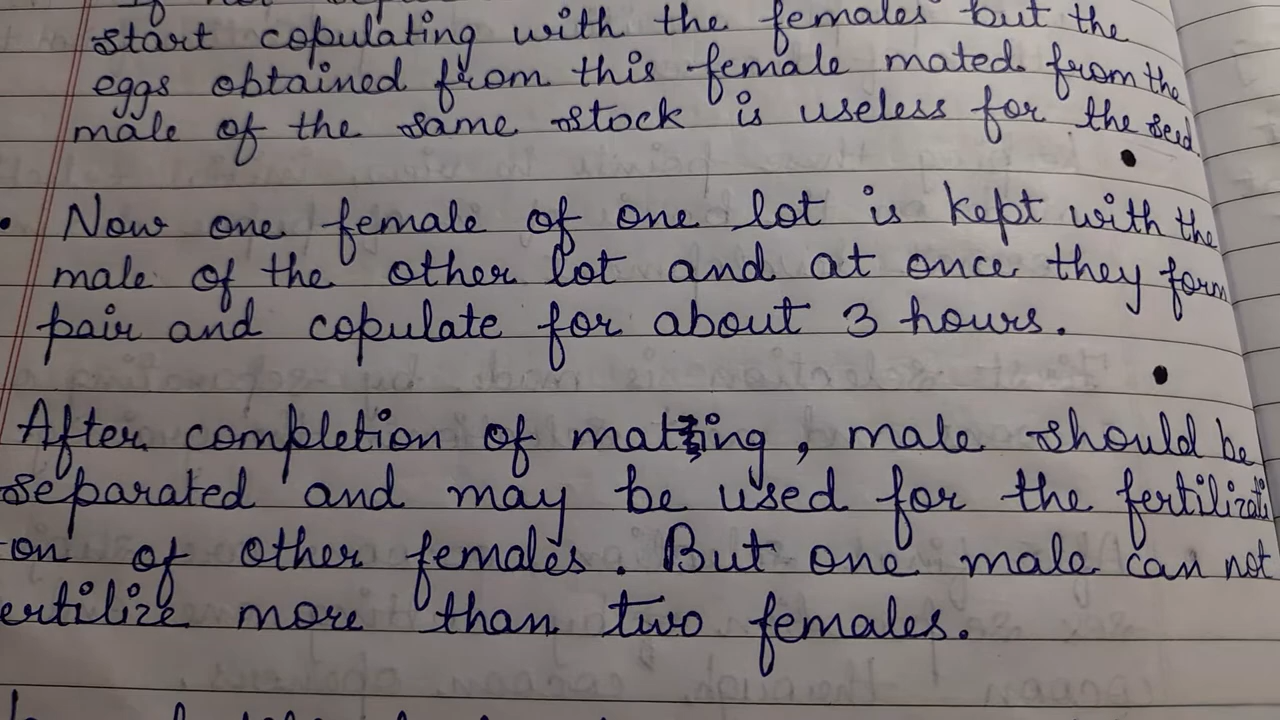 start copulating with the females but the
eggs obtained from this female mated from the
male of the same stock is useless for the seed.
• Now one female of one lot is kept with the
male of the other lot and at once they form
pair and copulate for about 3 hours.
After completion of mating, male should be
separated and may be used for the fertilizati
-on of other females. But one male can not
ertilize more than two females.